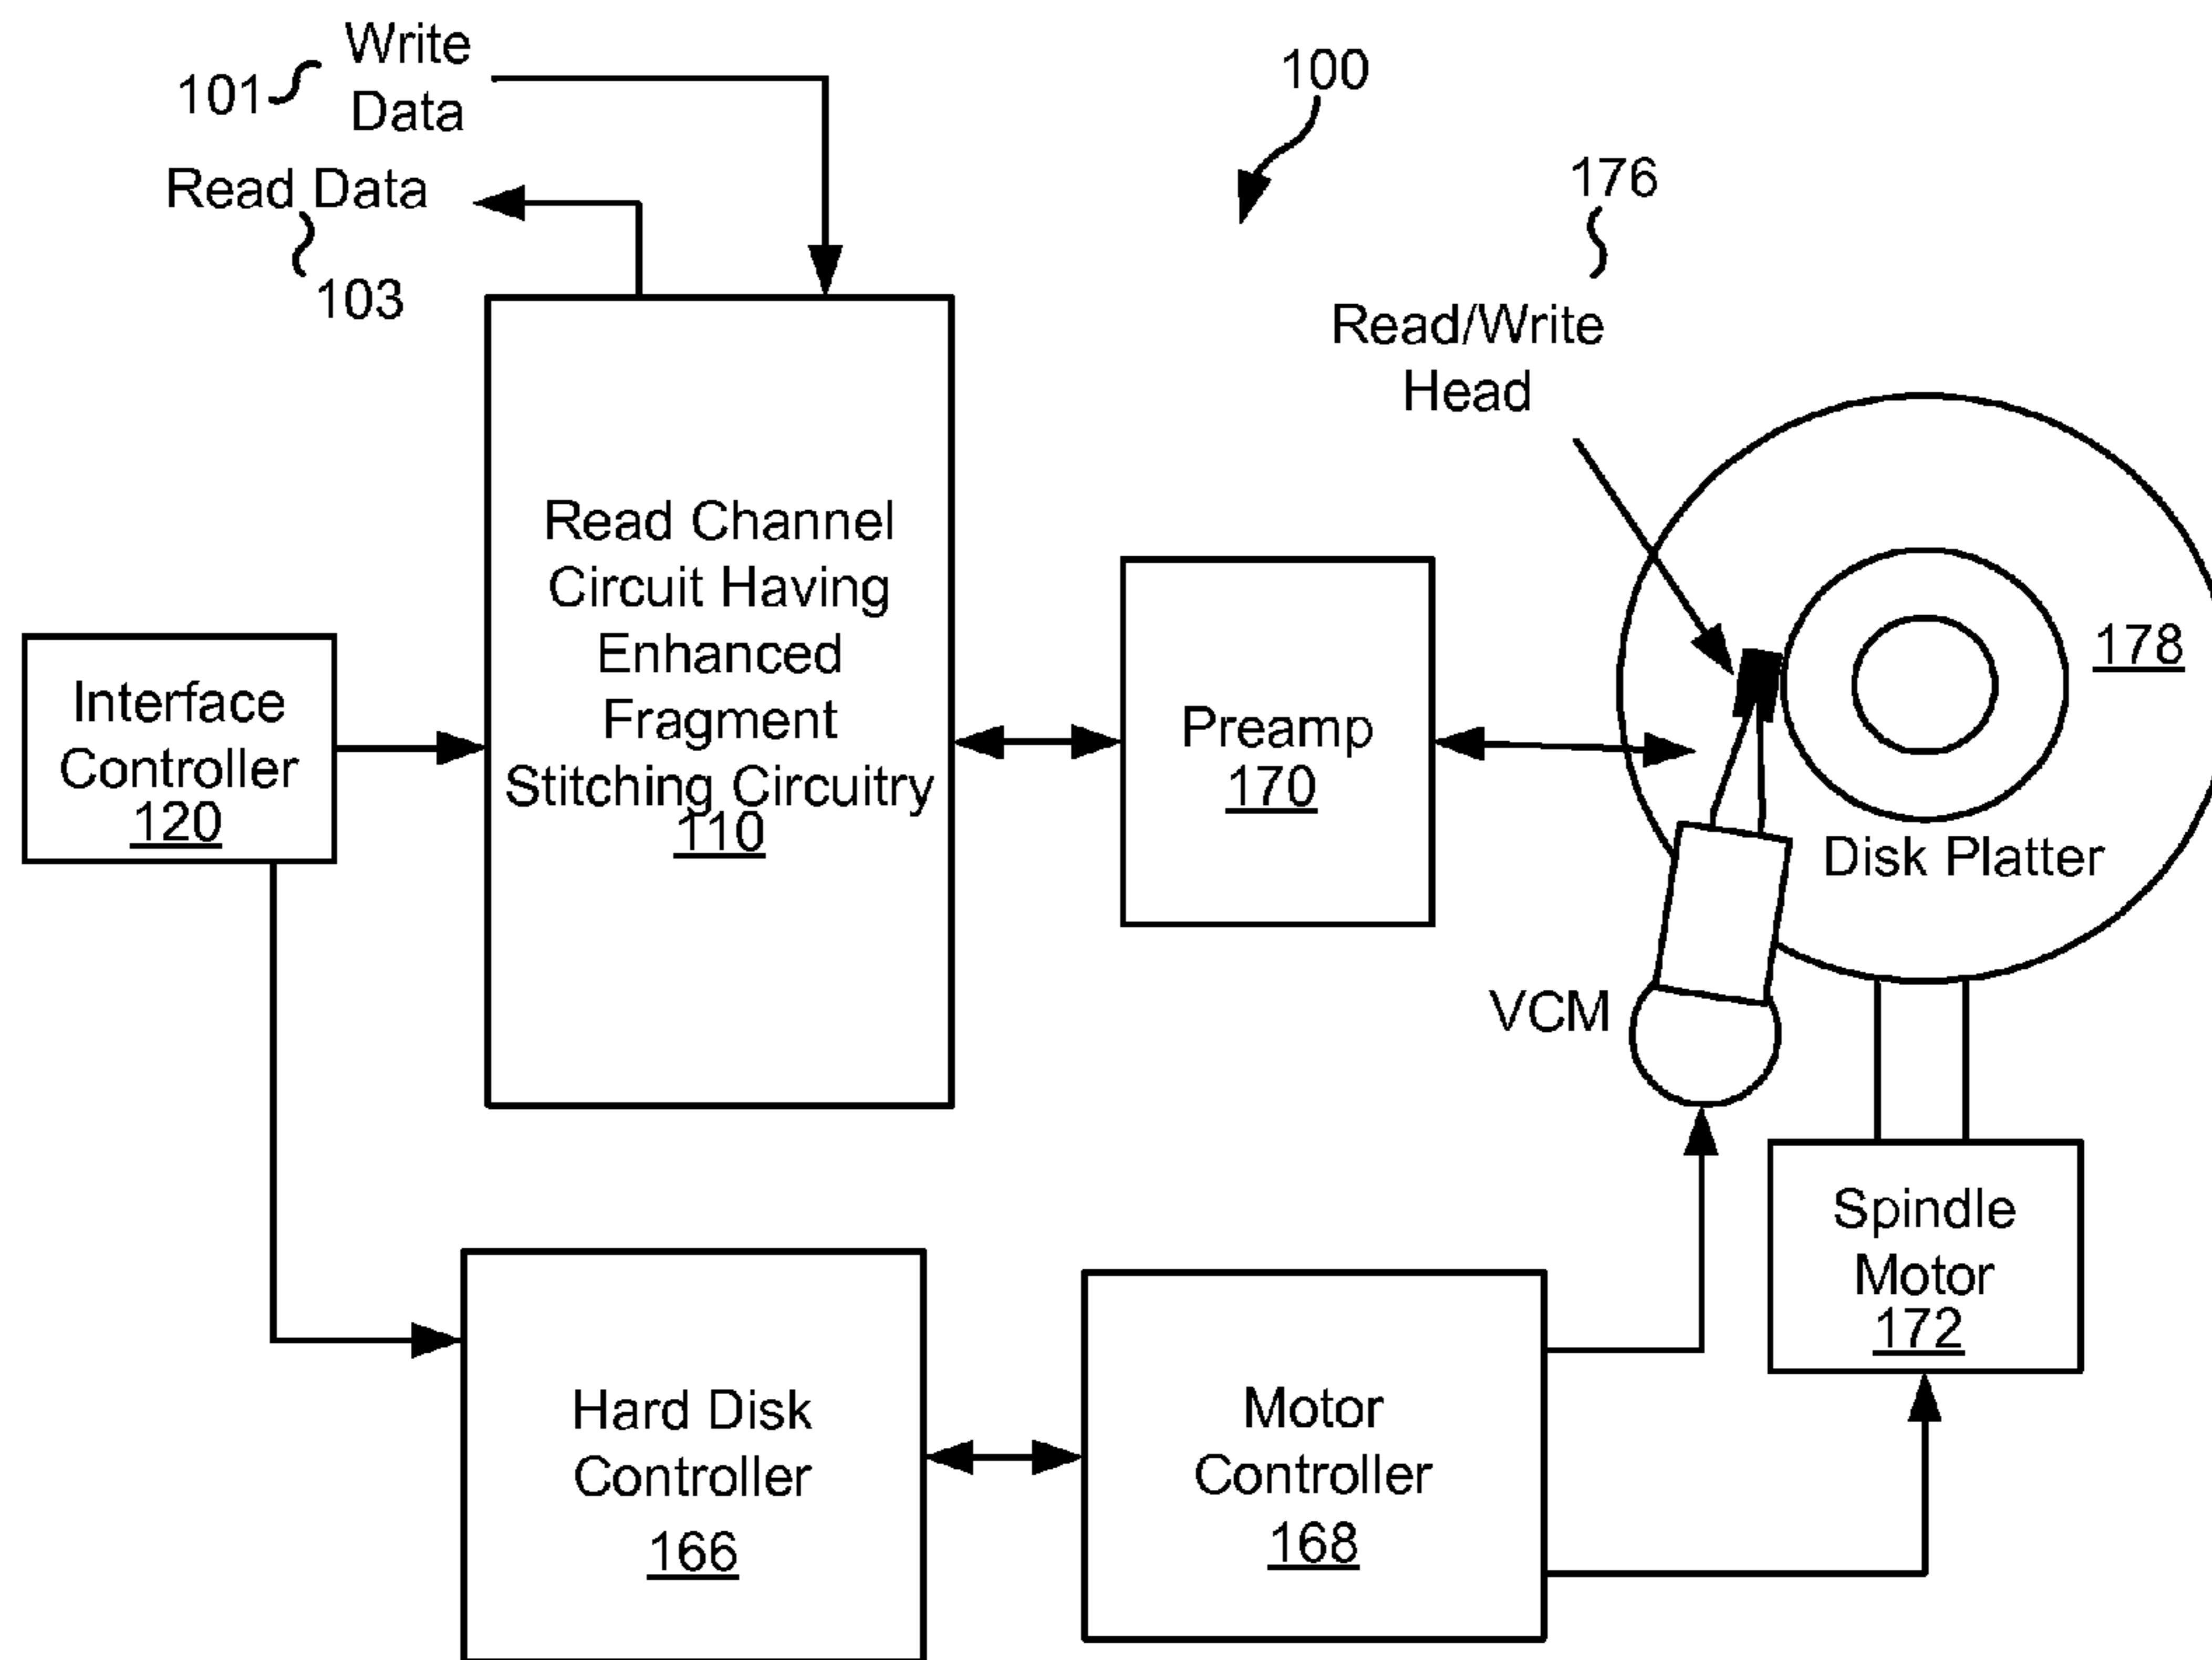 Write
Data
101
Read Data
103
100
176
Read/Write
Head
Read Channel
Circuit Having
Enhanced
Fragment
Stitching Circuitry
110
Interface
Controller
120
Preamp
170
178
Disk Platter
VCM
Spindle
Motor
172
Hard Disk
Controller
166
Motor
Controller
168